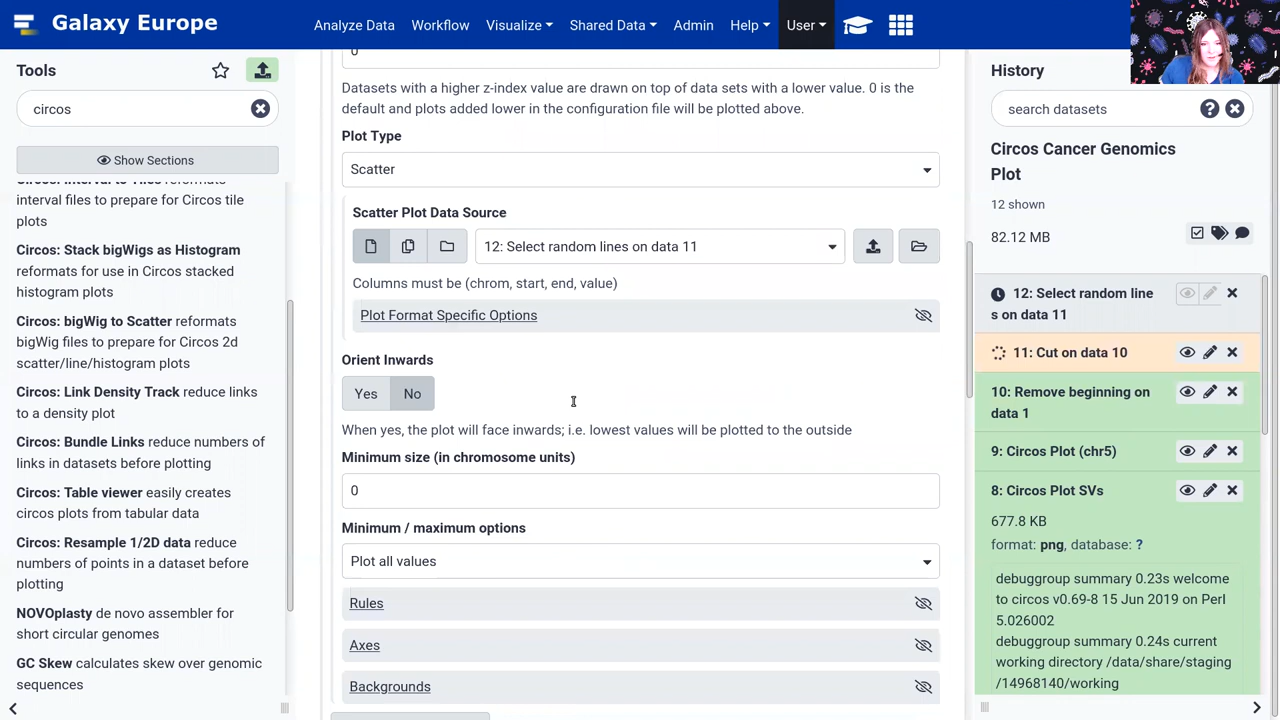 Galaxy Europe
Analyze Data
Workflow
Visualize
Shared Data
Admin
Help
User
Tools
circos
Show Sections
Circos: Interval to Tiles reformats
interval files to prepare for Circos tile
plots
Circos: Stack bigWigs as Histogram
reformats for use in Circos stacked
histogram plots
Circos: bigWig to Scatter reformats
bigWig files to prepare for Circos 2d
scatter/line/histogram plots
Circos: Link Density Track reduce links
to a density plot
Circos: Bundle Links reduce numbers of
links in datasets before plotting
Circos: Table viewer easily creates
circos plots from tabular data
Circos: Resample 1/2D data reduce
numbers of points in a dataset before
plotting
NOVOplasty de novo assembler for
short circular genomes
GC Skew calculates skew over genomic
sequences
0
Datasets with a higher z-index value are drawn on top of data sets with a lower value. 0 is the
default and plots added lower in the configuration file will be plotted above.
Plot Type
Scatter
Scatter Plot Data Source
12: Select random lines on data 11
Columns must be (chrom, start, end, value)
Plot Format Specific Options
Orient Inwards
Yes
No
When yes, the plot will face inwards; i.e. lowest values will be plotted to the outside
Minimum size (in chromosome units)
0
Minimum / maximum options
Plot all values
Rules
Axes
Backgrounds
History
search datasets
Circos Cancer Genomics
Plot
12 shown
82.12 MB
12: Select random line
s on data 11
11: Cut on data 10
10: Remove beginning on
data 1
9: Circos Plot (chr5)
8: Circos Plot SVs
677.8 KB
format: png, database: ?
debuggroup summary 0.23s welcome
to circos v0.69-8 15 Jun 2019 on Perl
5.026002
debuggroup summary 0.24s current
working directory /data/share/staging
/14968140/working